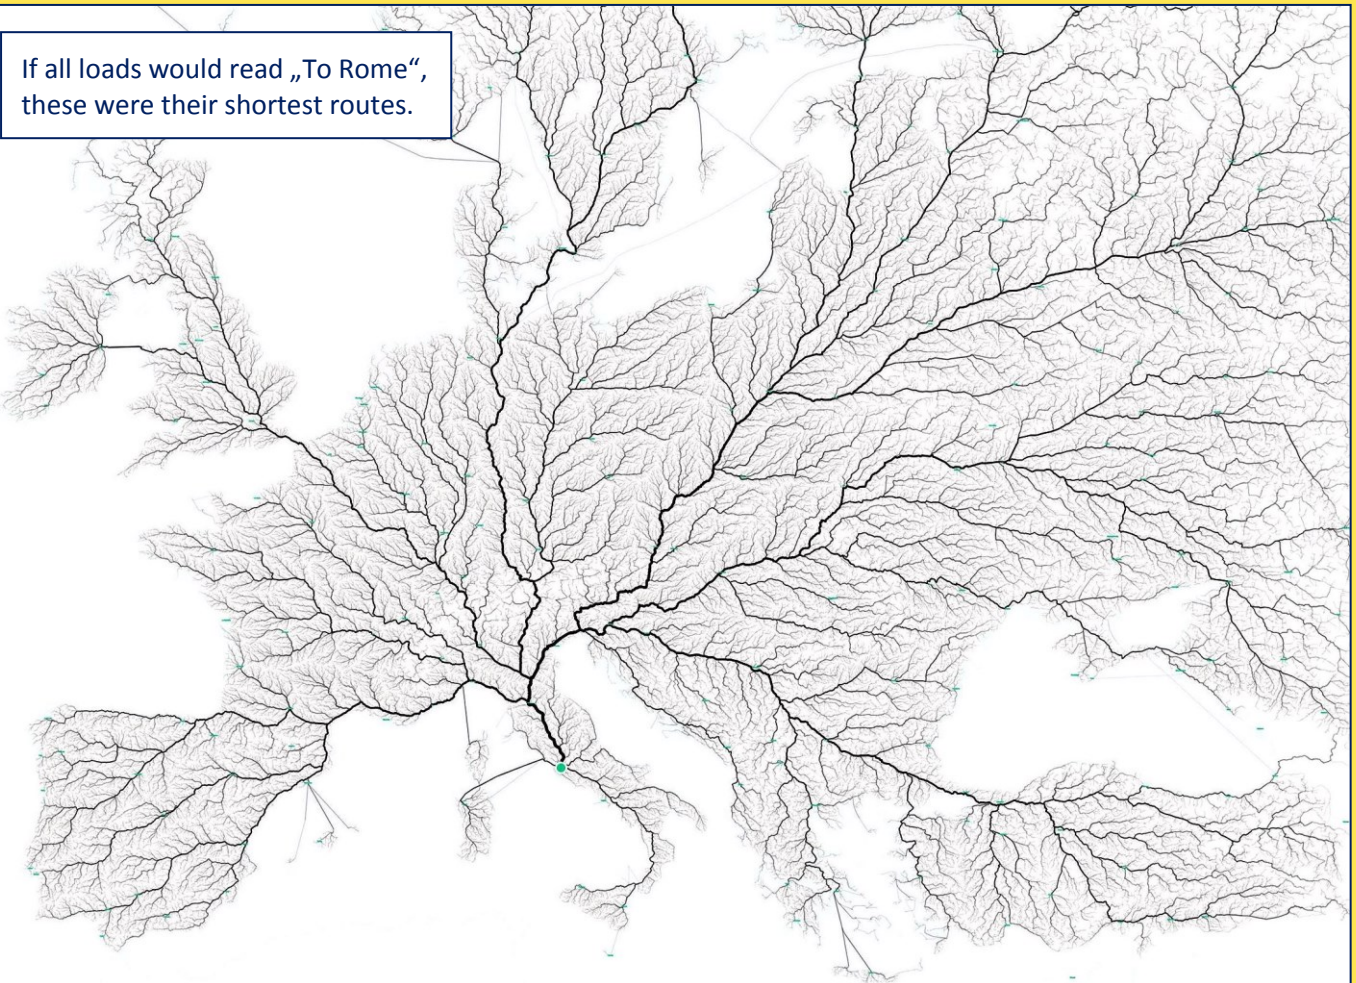 If all loads would read „To Rome“,
these were their shortest routes.